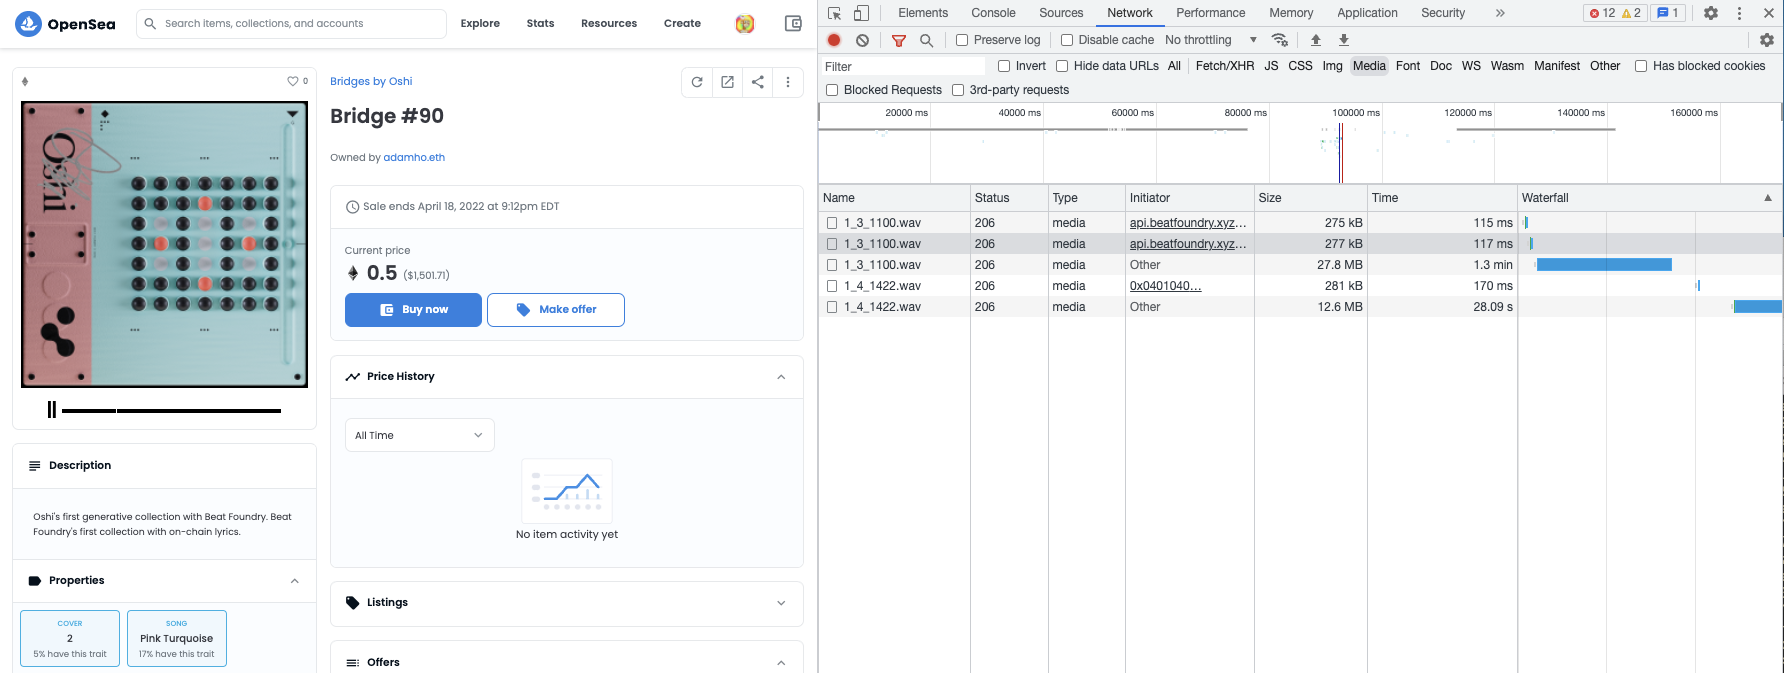 OpenSea
Search items, collections, and accounts
Explore
Stats
Resources
Create
0
Oshi
Bridges by Oshi
Bridge #90
Owned by adamho.eth
Sale ends April 18, 2022 at 9:12pm EDT
Current price
0.5 ($1,501.71)
Buy now
Make offer
Price History
All Time
No item activity yet
Listings
Offers
Description
Oshi's first generative collection with Beat Foundry. Beat
Foundry's first collection with on-chain lyrics.
Properties
COVER
2
5% have this trait
SONG
Pink Turquoise
17% have this trait
Elements Console Sources Network Performance Memory Application Security » 12 2 1
Preserve log Disable cache No throttling
Filter Invert Hide data URLs All Fetch/XHR JS CSS Img Media Font Doc WS Wasm Manifest Other Has blocked cookies
Blocked Requests 3rd-party requests
20000 ms 40000 ms 60000 ms 80000 ms 100000 ms 120000 ms 140000 ms 160000 ms
Name Status Type Initiator Size Time Waterfall
1_3_1100.wav 206 media api.beatfoundry.xyz... 275 kB 115 ms
1_3_1100.wav 206 media api.beatfoundry.xyz... 277 kB 117 ms
1_3_1100.wav 206 media Other 27.8 MB 1.3 min
1_4_1422.wav 206 media 0x0401040... 281 kB 170 ms
1_4_1422.wav 206 media Other 12.6 MB 28.09 s